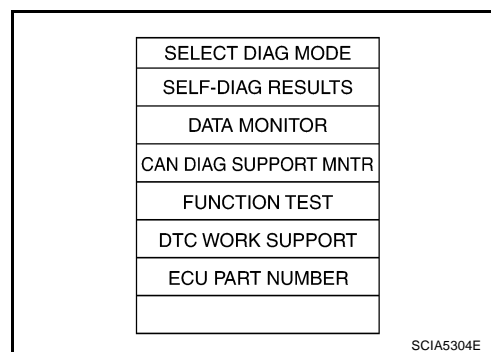 SELECT DIAG MODE
SELF-DIAG RESULTS
DATA MONITOR
CAN DIAG SUPPORT MNTR
FUNCTION TEST
DTC WORK SUPPORT
ECU PART NUMBER
SCIA5304E